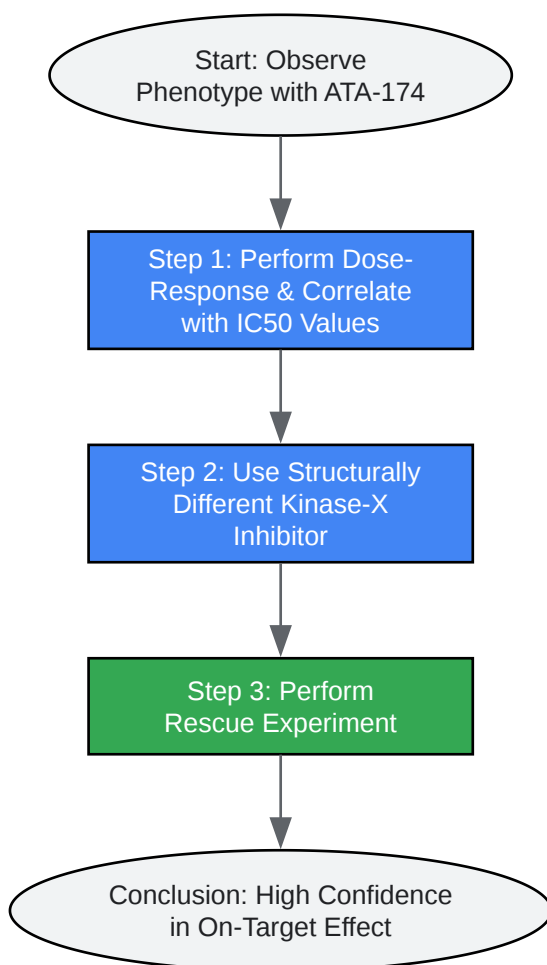 Start: Observe
Phenotype with ATA-174
Step 1: Perform Dose-
Response & Correlate
with IC50 Values
Step 2: Use Structurally
Different Kinase-X
Inhibitor
Step 3: Perform
Rescue Experiment
Conclusion: High Confidence
in On-Target Effect